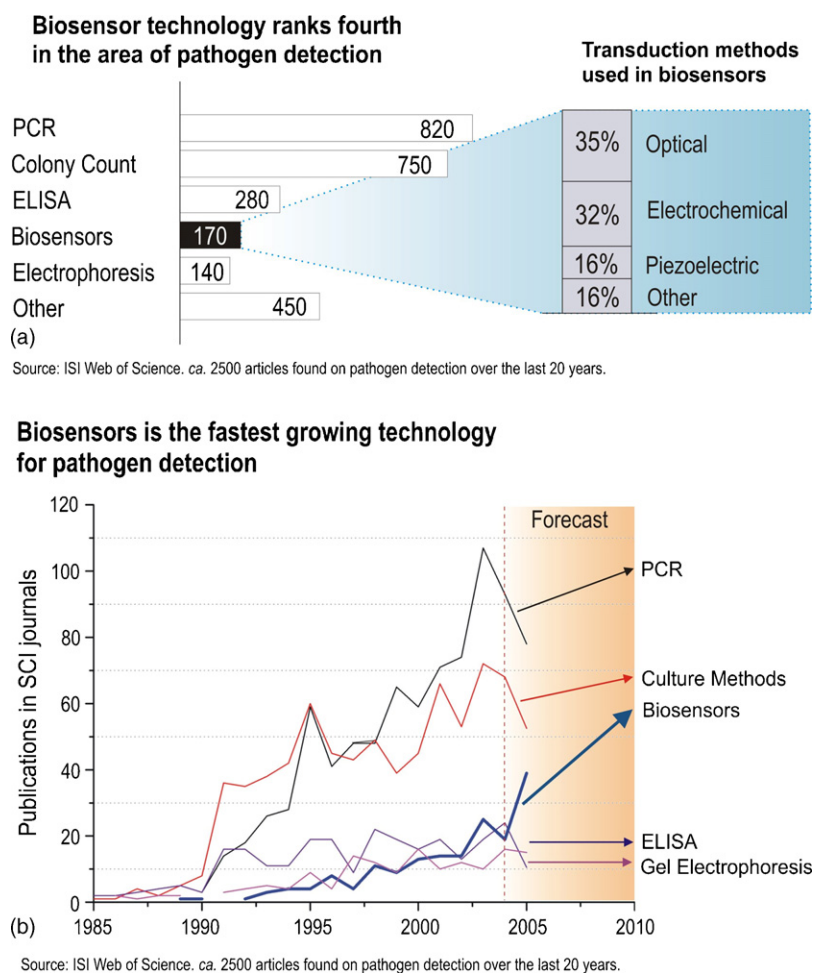 Biosensor technology ranks fourth
in the area of pathogen detection
Transduction methods
used in biosensors
PCR
820
Colony Count
750
ELISA
280
Biosensors
170
Electrophoresis
140
Other
450
35%
Optical
32%
Electrochemical
16%
Piezoelectric
16%
Other
(a)
Source: ISI Web of Science. ca. 2500 articles found on pathogen detection over the last 20 years.
Biosensors is the fastest growing technology
for pathogen detection
Publications in SCI journals
120
100
80
60
40
20
0
Forecast
PCR
Culture Methods
Biosensors
ELISA
Gel Electrophoresis
1985
1990
1995
2000
2005
2010
(b)
Source: ISI Web of Science. ca. 2500 articles found on pathogen detection over the last 20 years.